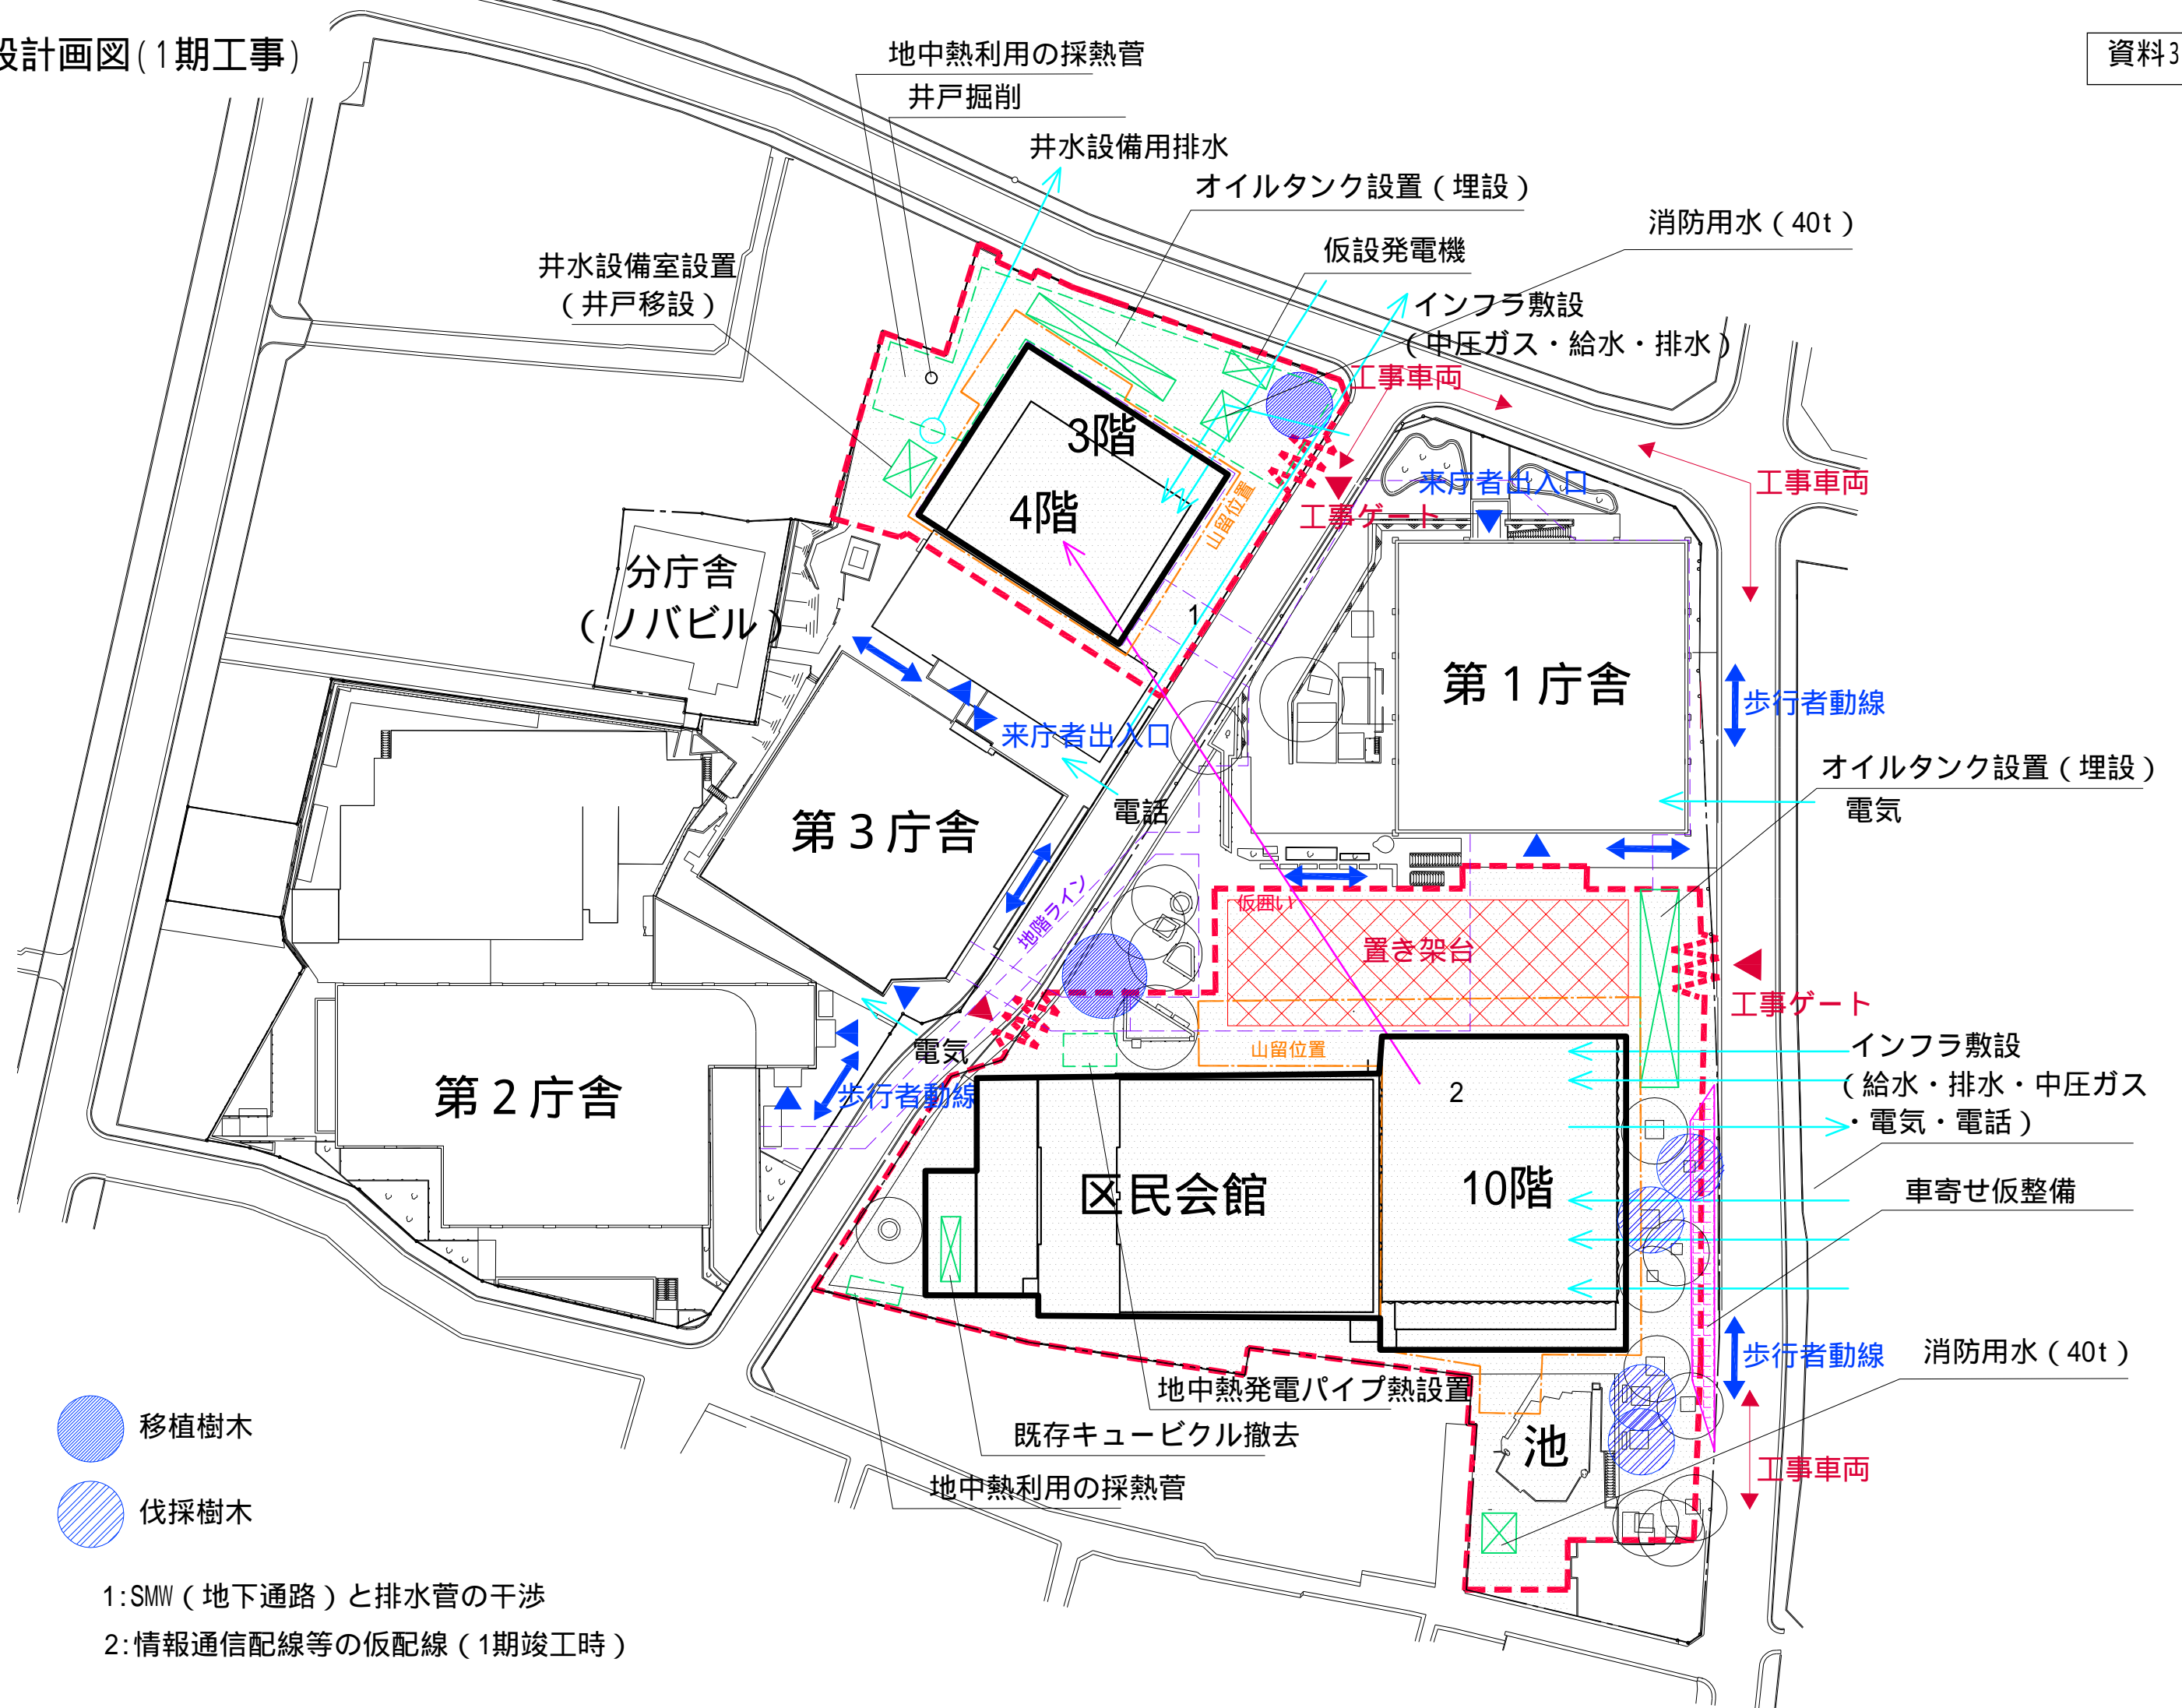 設計画図(1期工事)
資料3
地中熱利用の採熱菅
井戸掘削
井水設備用排水
オイルタンク設置(埋設)
消防用水(40t)
仮設発電機
井水設備室設置
(井戸移設)
インフラ敷設
(中圧ガス・給水・排水)
工事車両
3階
4階
来庁者出入口
工事車両
工事ゲート
山留位置
分庁舎
(ノバビル)
1
第1庁舎
歩行者動線
来庁者出入口
オイルタンク設置(埋設)
電話
電気
第3庁舎
地階ライン
仮囲い
置き架台
工事ゲート
電気
山留位置
インフラ敷設
(給水・排水・中圧ガス
・電気・電話)
第2庁舎
歩行者動線
2
区民会館
10階
車寄せ仮整備
歩行者動線
消防用水(40t)
地中熱発電パイプ熱設置
既存キュービクル撤去
池
地中熱利用の採熱菅
工事車両
移植樹木
伐採樹木
1:SMW(地下通路)と排水菅の干渉
2:情報通信配線等の仮配線(1期竣工時)